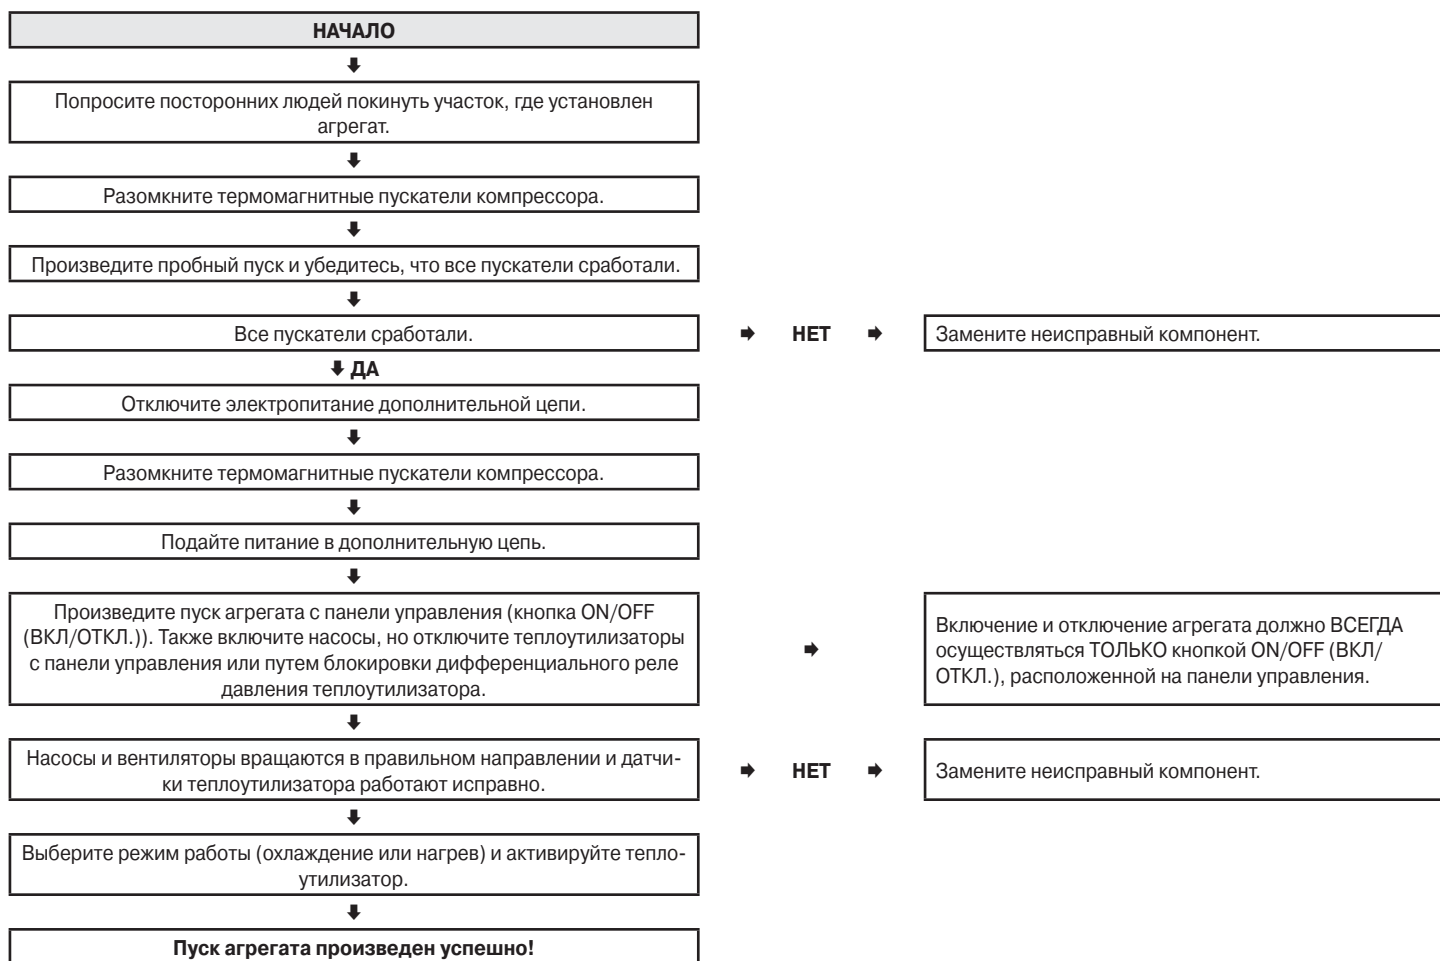 НАЧАЛО
Попросите посторонних людей покинуть участок, где установлен
агрегат.
Разомкните термомагнитные пускатели компрессора.
Произведите пробный пуск и убедитесь, что все пускатели сработали.
Все пускатели сработали.
НЕТ
Замените неисправный компонент.
ДА
Отключите электропитание дополнительной цепи.
Разомкните термомагнитные пускатели компрессора.
Подайте питание в дополнительную цепь.
Произведите пуск агрегата с панели управления (кнопка ON/OFF
(ВКЛ/ОТКЛ.)). Также включите насосы, но отключите теплоутилизаторы
с панели управления или путем блокировки дифференциального реле
давления теплоутилизатора.
Включение и отключение агрегата должно ВСЕГДА
осуществляться ТОЛЬКО кнопкой ON/OFF (ВКЛ/
ОТКЛ.), расположенной на панели управления.
Насосы и вентиляторы вращаются в правильном направлении и датчи-
ки теплоутилизатора работают исправно.
НЕТ
Замените неисправный компонент.
Выберите режим работы (охлаждение или нагрев) и активируйте тепло-
утилизатор.
Пуск агрегата произведен успешно!